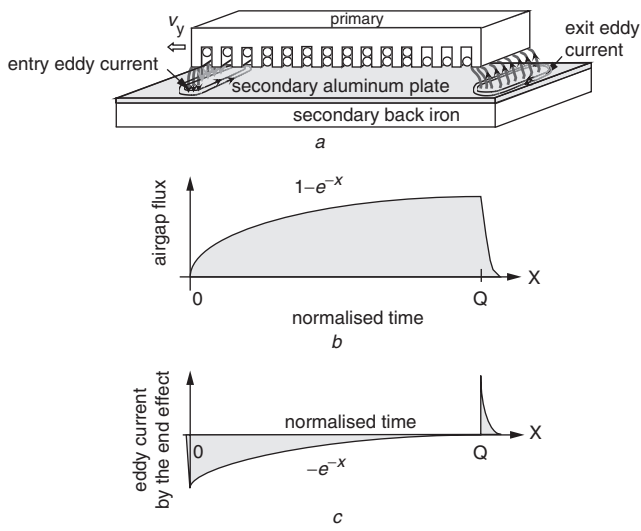 primary
v_y
exit eddy
current
entry eddy current
secondary aluminum plate
secondary back iron
a
airgap flux
1–e^–x
0
Q
X
normalised time
b
eddy current
by the end effect
normalised time
0
Q
X
–e^–x
c